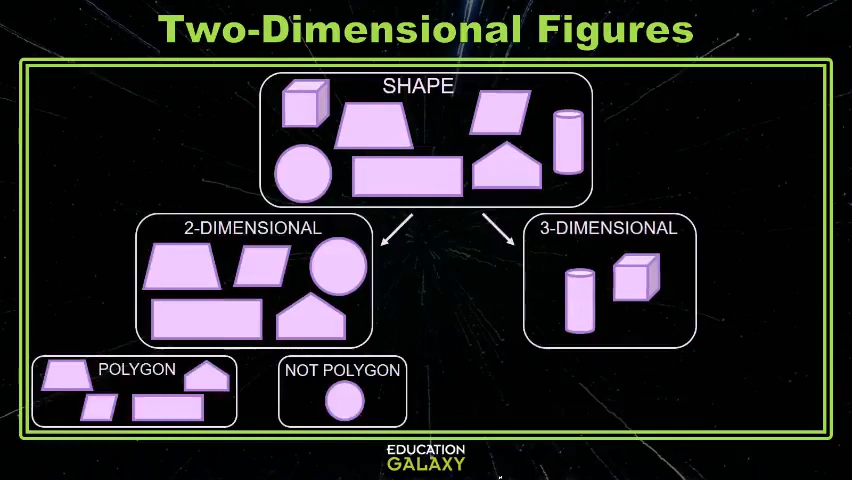 Two-Dimensional Figures
SHAPE
2-DIMENSIONAL
3-DIMENSIONAL
POLYGON
NOT POLYGON
EDUCATION
GALAXY